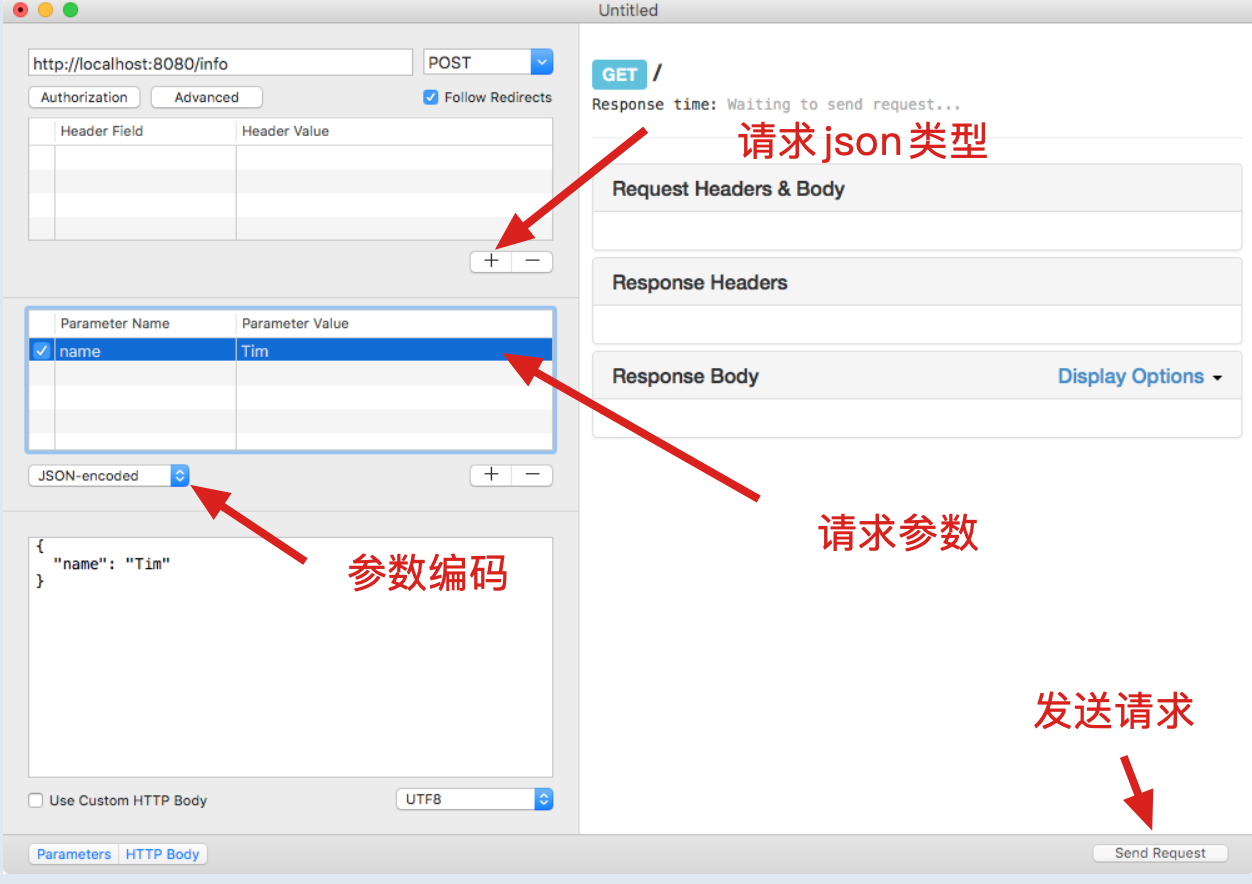 Untitled
http://localhost:8080/info
POST
Authorization
Advanced
Follow Redirects
Header Field
Header Value
+
−
Parameter Name
Parameter Value
name
Tim
JSON-encoded
+
−
{
"name": "Tim"
}
Use Custom HTTP Body
UTF8
Parameters
HTTP Body
GET /
Response time: Waiting to send request...
请求json类型
Request Headers & Body
Response Headers
Response Body
Display Options
请求参数
参数编码
发送请求
Send Request